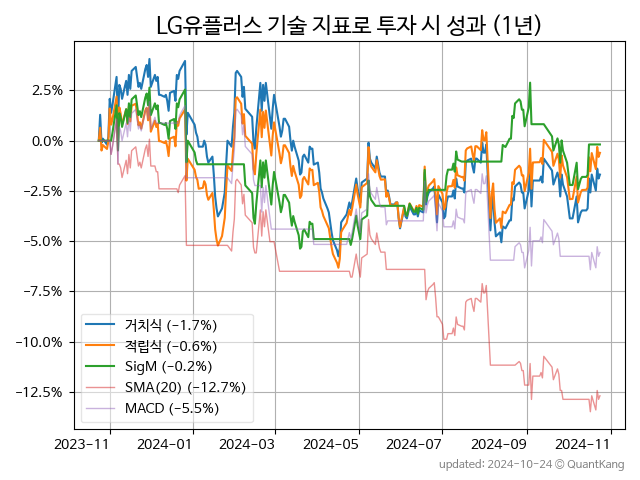 LG유플러스 기술 지표로 투자 시 성과 (1년)
2.5%
0.0%
−2.5%
−5.0%
−7.5%
−10.0%
−12.5%
거치식 (−1.7%)
적립식 (−0.6%)
SigM (−0.2%)
SMA(20) (−12.7%)
MACD (−5.5%)
2023-11 2024-01 2024-03 2024-05 2024-07 2024-09 2024-11
updated: 2024-10-24 © QuantKang